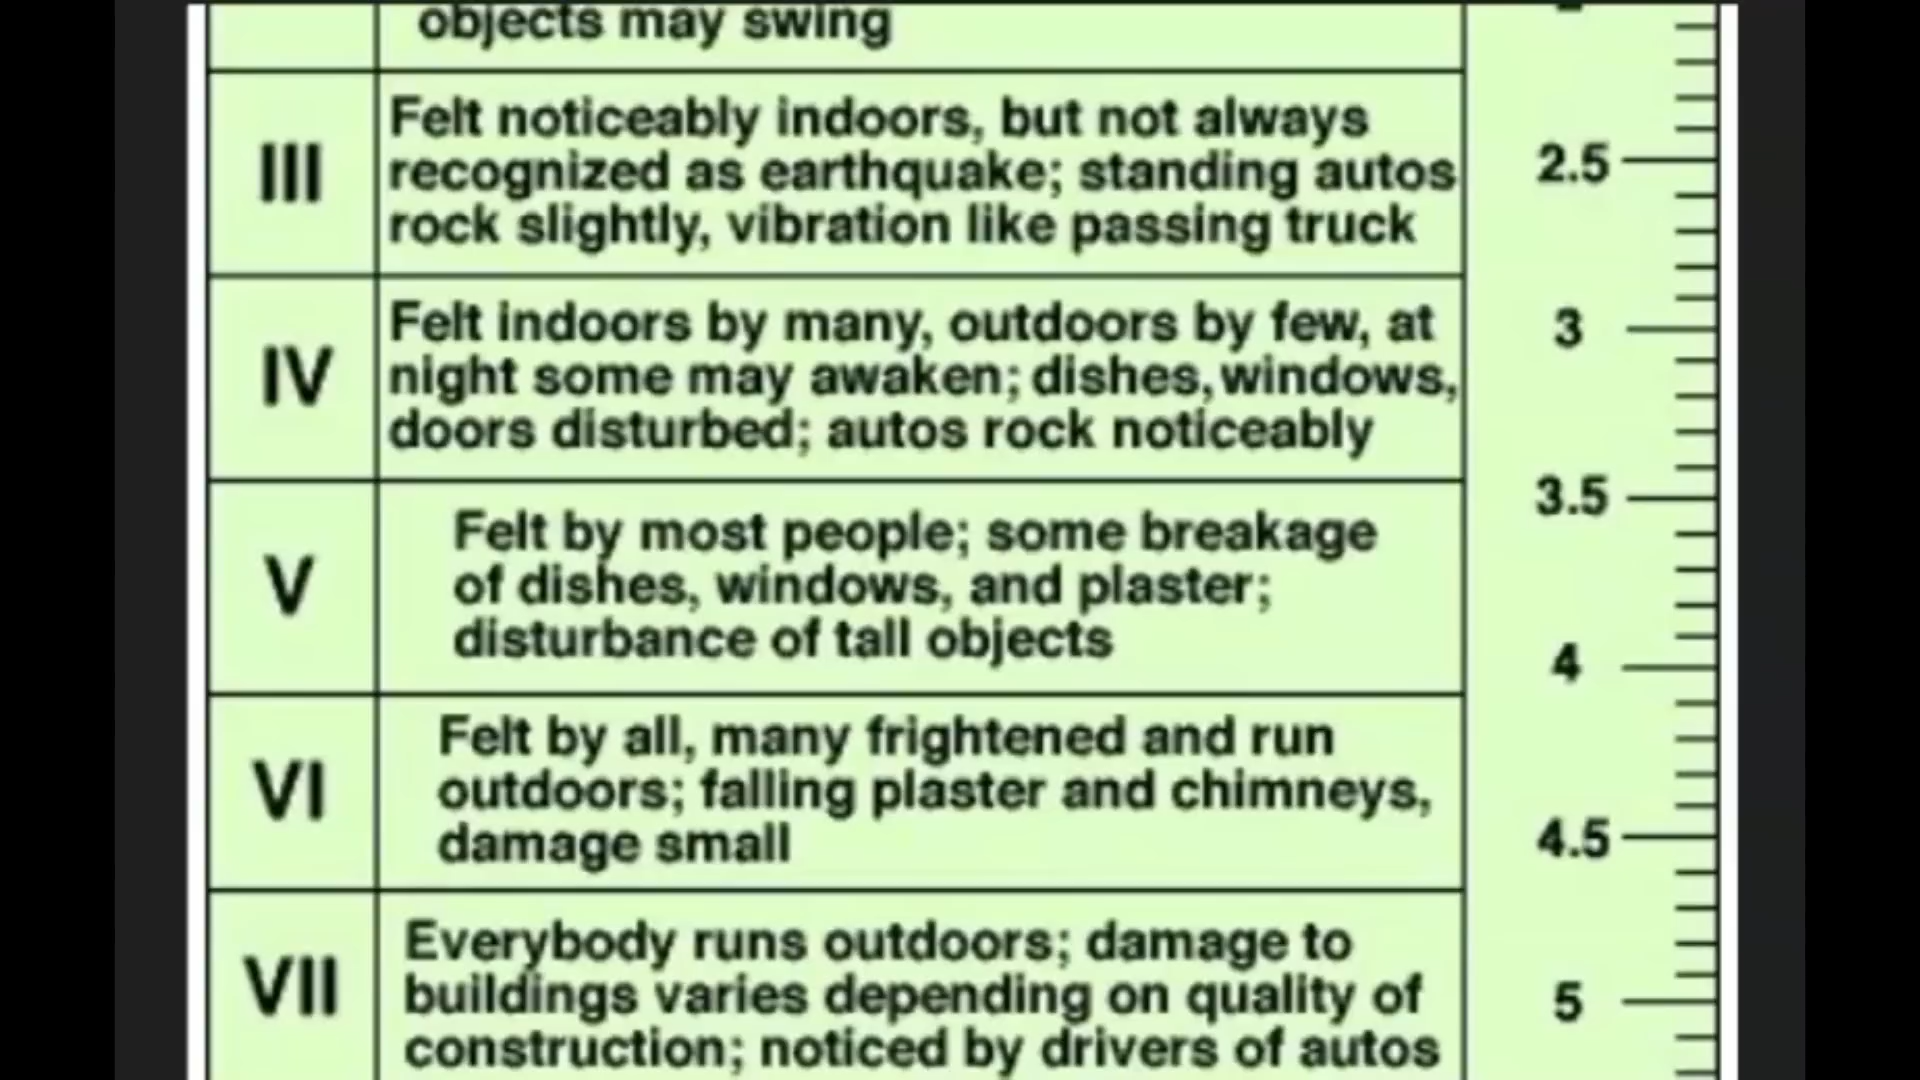 objects may swing
III
Felt noticeably indoors, but not always
recognized as earthquake; standing autos
rock slightly, vibration like passing truck
2.5
IV
Felt indoors by many, outdoors by few, at
night some may awaken; dishes, windows,
doors disturbed; autos rock noticeably
3
3.5
V
Felt by most people; some breakage
of dishes, windows, and plaster;
disturbance of tall objects
4
VI
Felt by all, many frightened and run
outdoors; falling plaster and chimneys,
damage small
4.5
VII
Everybody runs outdoors; damage to
buildings varies depending on quality of
construction; noticed by drivers of autos
5